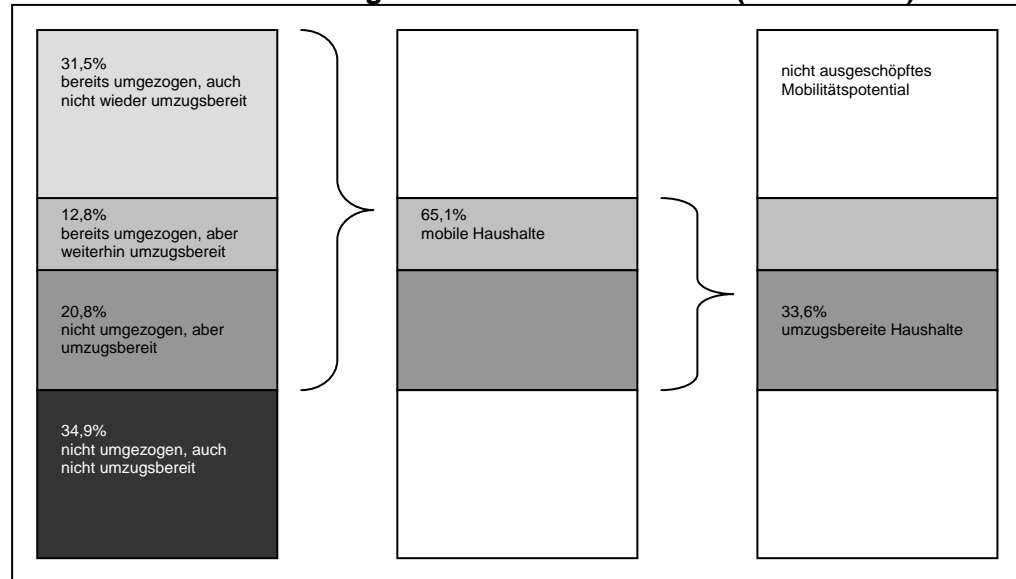 31,5%
bereits umgezogen, auch
nicht wieder umzugsbereit
12,8%
bereits umgezogen, aber
weiterhin umzugsbereit
20,8%
nicht umgezogen, aber
umzugsbereit
34,9%
nicht umgezogen, auch
nicht umzugsbereit
65,1%
mobile Haushalte
nicht ausgeschöpftes
Mobilitätspotential
33,6%
umzugsbereite Haushalte